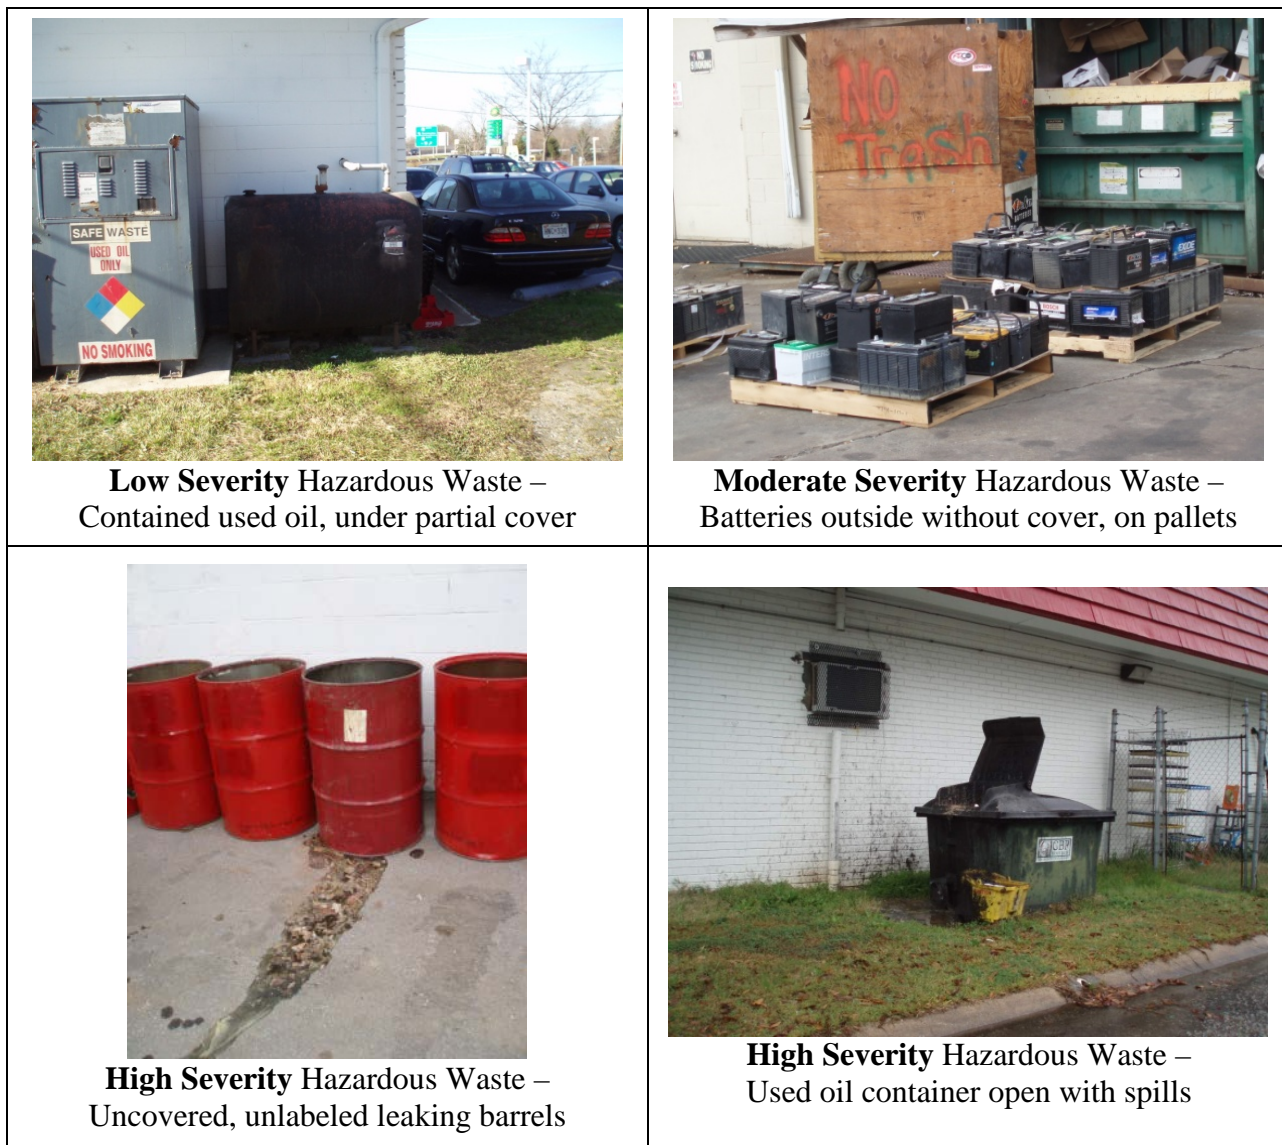 SAFE WASTE
USED OIL
ONLY
NO SMOKING
Low Severity Hazardous Waste –
Contained used oil, under partial cover
NO
Trash
EXIDE
Moderate Severity Hazardous Waste –
Batteries outside without cover, on pallets
High Severity Hazardous Waste –
Uncovered, unlabeled leaking barrels
High Severity Hazardous Waste –
Used oil container open with spills